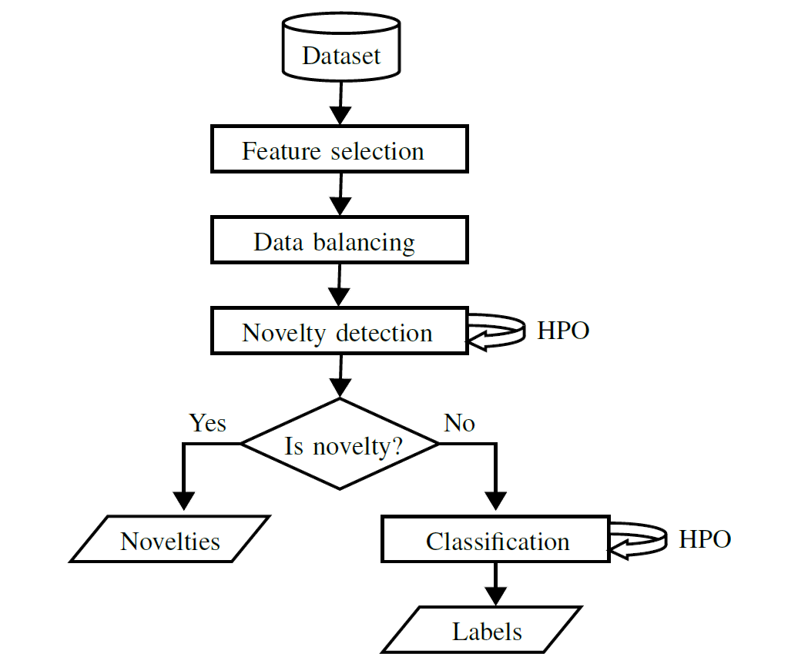 Dataset
Feature selection
Data balancing
Novelty detection
HPO
Yes
No
Is novelty?
Novelties
Classification
HPO
Labels